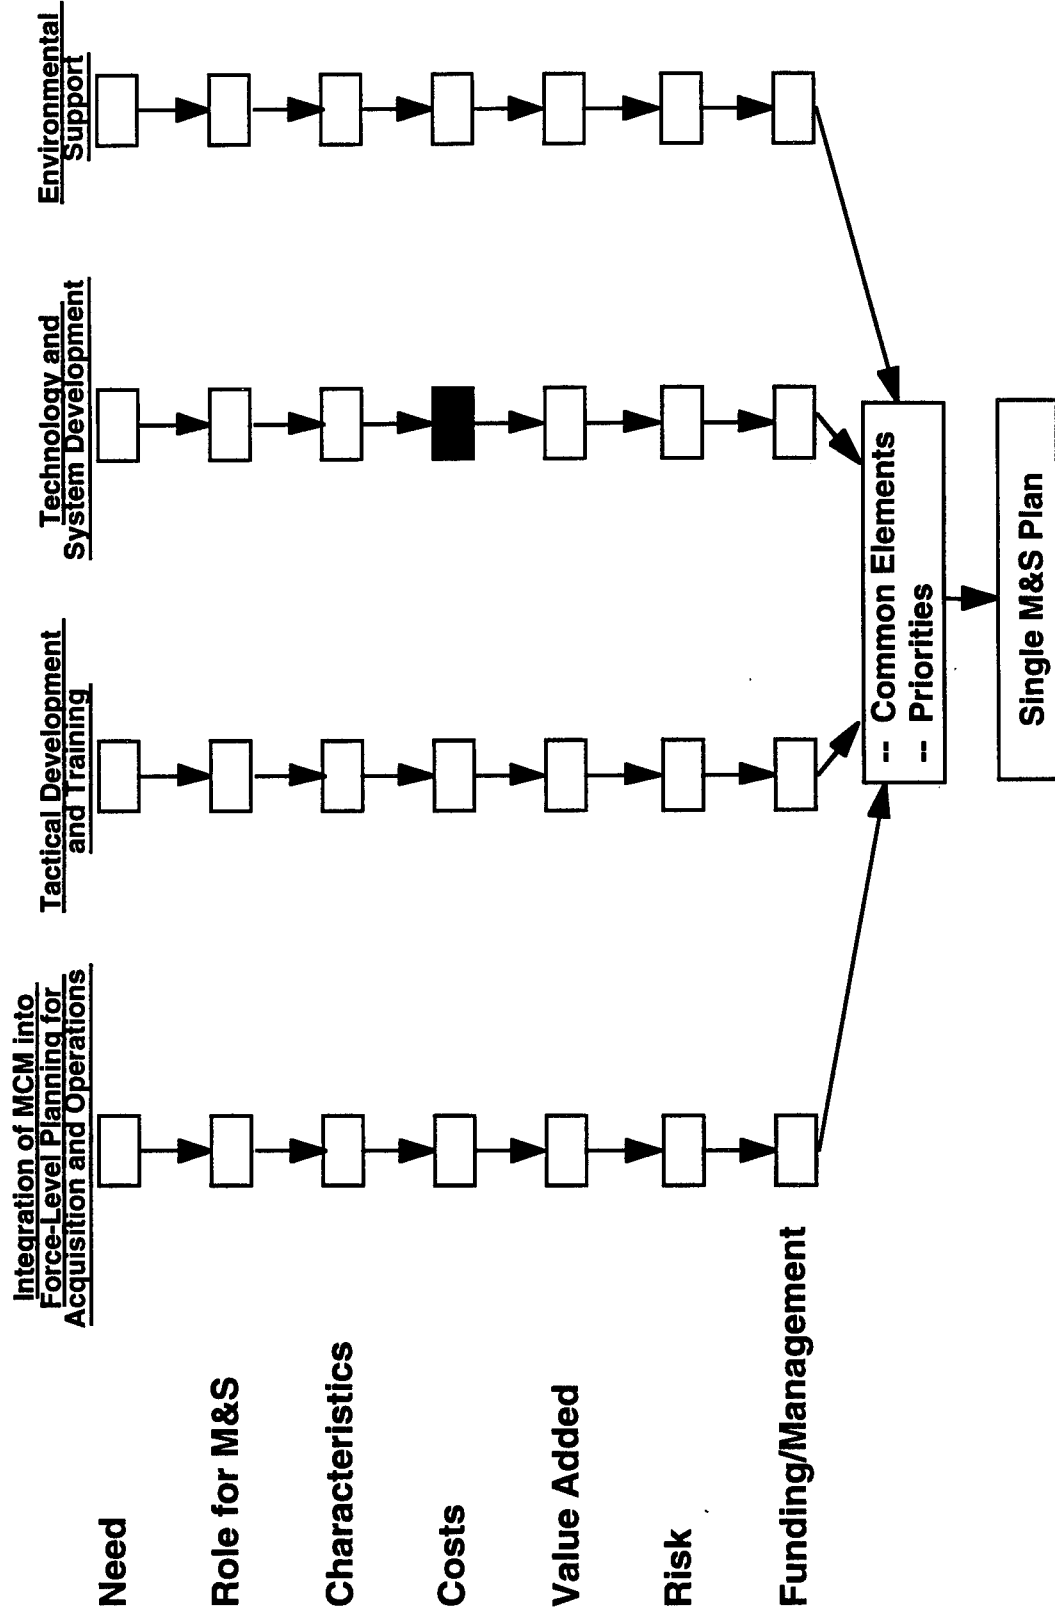 Integration of MCM into
Force-Level Planning for
Acquisition and Operations
Tactical Development
and Training
Technology and
System Development
Environmental
Support
Need
Role for M&S
Characteristics
Costs
Value Added
Risk
Funding/Management
-- Common Elements
-- Priorities
Single M&S Plan